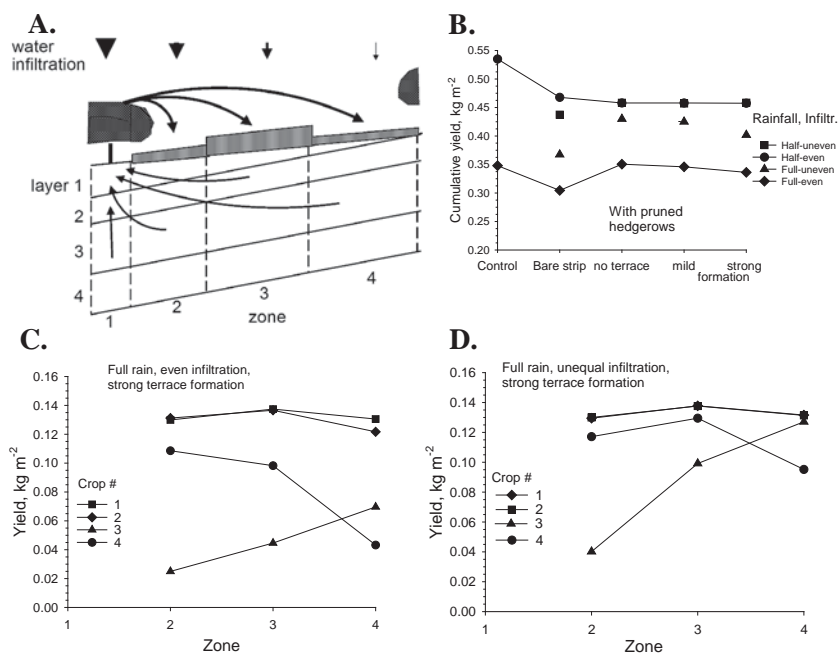 A.
water
infiltration
layer 1
2
3
4
1
2
3
4
zone
B.
Cumulative yield, kg m-2
0.55
0.50
0.45
0.40
0.35
0.30
0.25
0.20
With pruned
hedgerows
Control
Bare strip
no terrace
mild
strong
formation
Rainfall, Infiltr.
Half-uneven
Half-even
Full-uneven
Full-even
C.
Full rain, even infiltration,
strong terrace formation
Yield, kg m-2
0.16
0.14
0.12
0.10
0.08
0.06
0.04
0.02
0.00
Crop #
1
2
3
4
1
2
3
4
Zone
D.
Full rain, unequal infiltration,
strong terrace formation
Yield, kg m-2
0.16
0.14
0.12
0.10
0.08
0.06
0.04
0.02
0.00
Crop #
1
2
3
4
1
2
3
4
Zone